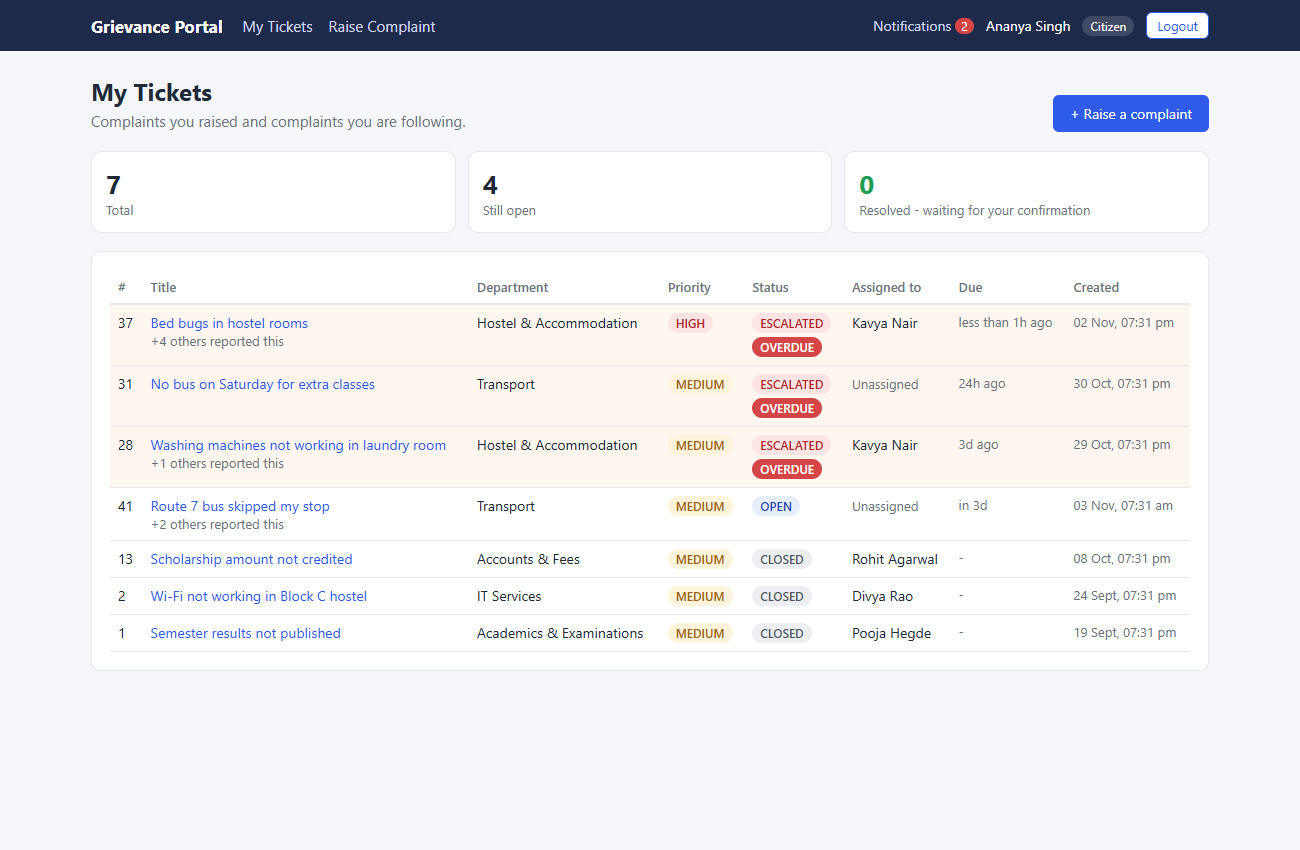 Grievance Portal My Tickets Raise Complaint Notifications 2 Ananya Singh Citizen Logout
My Tickets
Complaints you raised and complaints you are following.
+ Raise a complaint
7
Total
4
Still open
0
Resolved - waiting for your confirmation
# Title Department Priority Status Assigned to Due Created
37 Bed bugs in hostel rooms Hostel & Accommodation HIGH ESCALATED Kavya Nair less than 1h ago 02 Nov, 07:31 pm
+4 others reported this OVERDUE
31 No bus on Saturday for extra classes Transport MEDIUM ESCALATED Unassigned 24h ago 30 Oct, 07:31 pm
OVERDUE
28 Washing machines not working in laundry room Hostel & Accommodation MEDIUM ESCALATED Kavya Nair 3d ago 29 Oct, 07:31 pm
+1 others reported this OVERDUE
41 Route 7 bus skipped my stop Transport MEDIUM OPEN Unassigned in 3d 03 Nov, 07:31 am
+2 others reported this
13 Scholarship amount not credited Accounts & Fees MEDIUM CLOSED Rohit Agarwal - 08 Oct, 07:31 pm
2 Wi-Fi not working in Block C hostel IT Services MEDIUM CLOSED Divya Rao - 24 Sept, 07:31 pm
1 Semester results not published Academics & Examinations MEDIUM CLOSED Pooja Hegde - 19 Sept, 07:31 pm